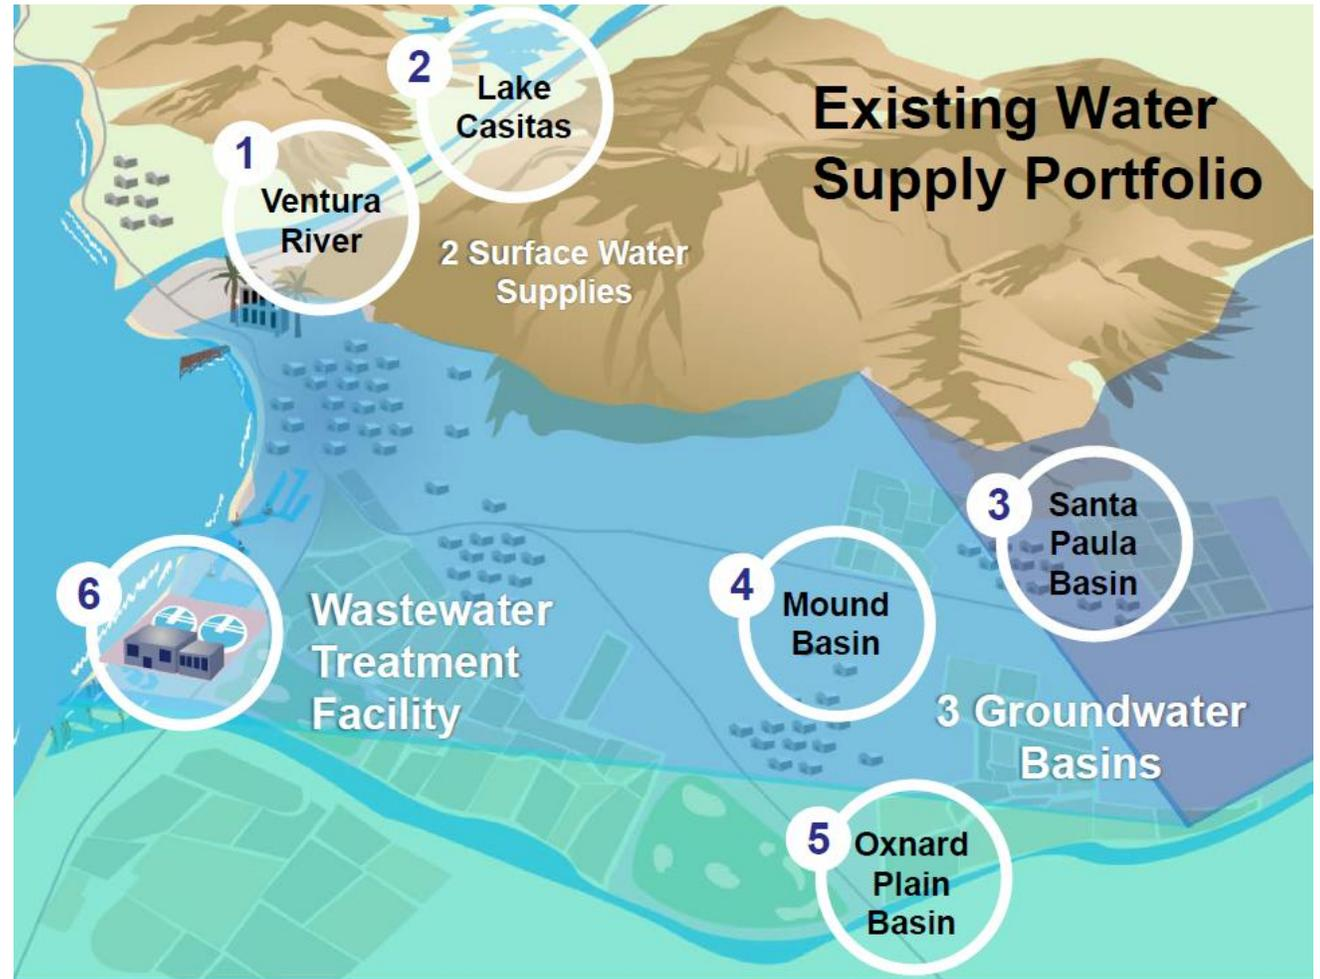 Existing Water
Supply Portfolio
1
Ventura
River
2
Lake
Casitas
2 Surface Water
Supplies
3
Santa
Paula
Basin
4
Mound
Basin
3 Groundwater
Basins
5
Oxnard
Plain
Basin
6
Wastewater
Treatment
Facility